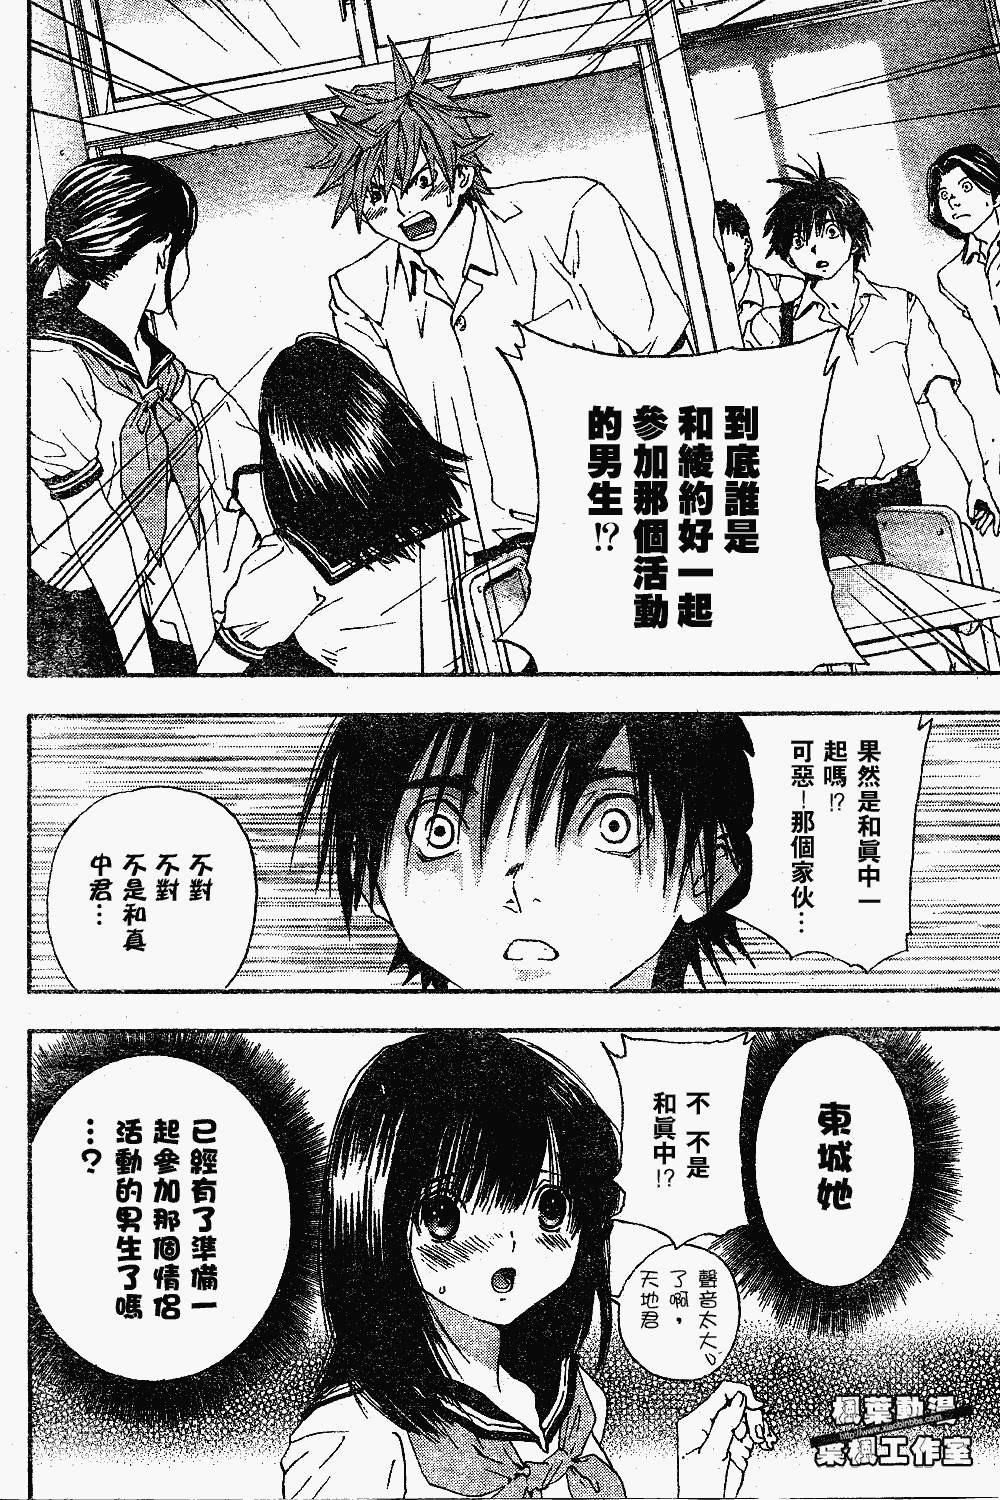 到底誰是
和綾約好一起
參加那個活動
的男生!?
果然是和眞中一
起嗎!?
可惡!那個家伙…
不對
不對
不是和真
中君…
東城她
不 不是
和眞中!?
聲音太大
了啊,
天地君
已經有了準備一
起參加那個情侶
活動的男生了嗎
…?
楓葉動漫
葉楓工作室